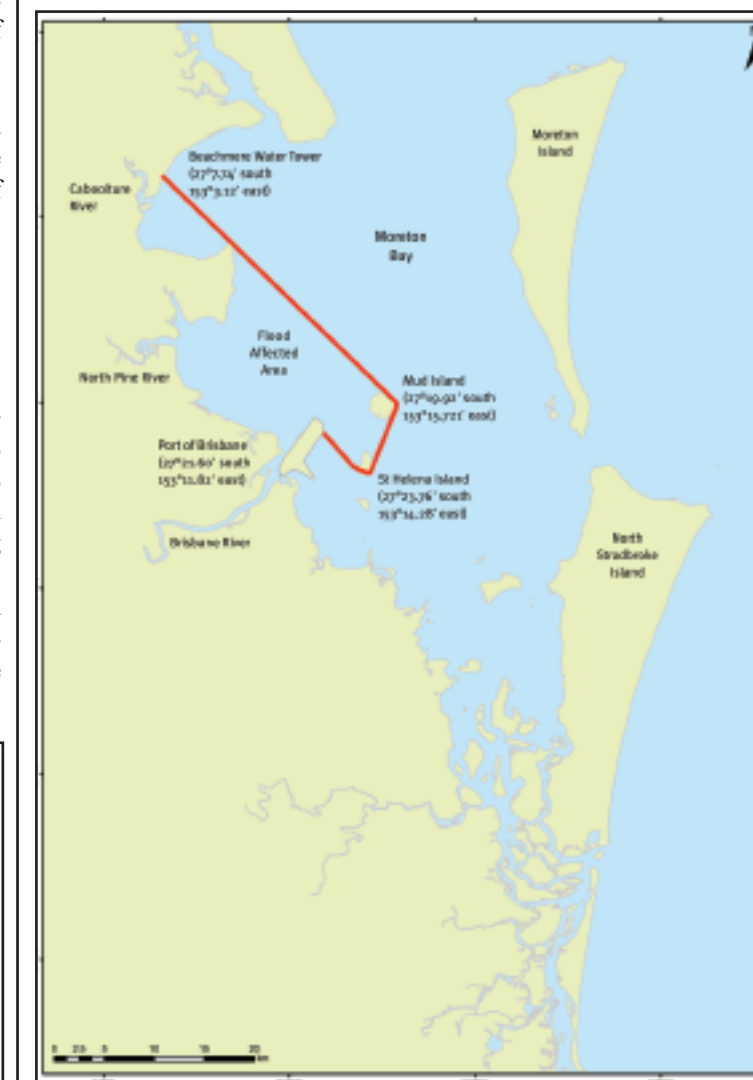 Moreton
Island
Beachmere Water Tower
(27°7.14' south
153°3.12' east)
Caboolture
River
Moreton
Bay
Flood
Affected
Area
North Pine River
Mud Island
(27°19.92' south
153°15.721' east)
Port of Brisbane
(27°21.60' south
153°11.82' east)
St Helena Island
(27°23.76' south
153°14.28' east)
Brisbane River
North
Stradbroke
Island
0 2.5 5 10 15 20
km